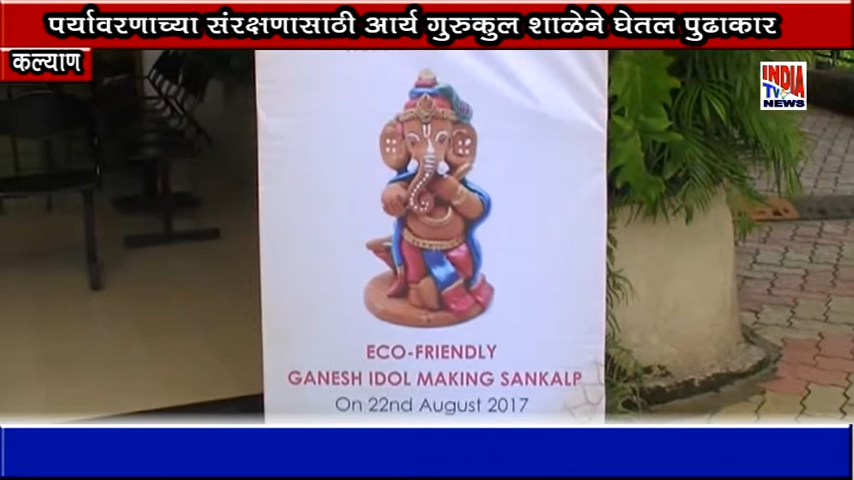 पर्यावरणाच्या संरक्षणासाठी आर्य गुरुकुल शाळेने घेतल पुढाकार
कल्याण
INDIA
TV
NEWS
ECO-FRIENDLY
GANESH IDOL MAKING SANKALP
On 22nd August 2017